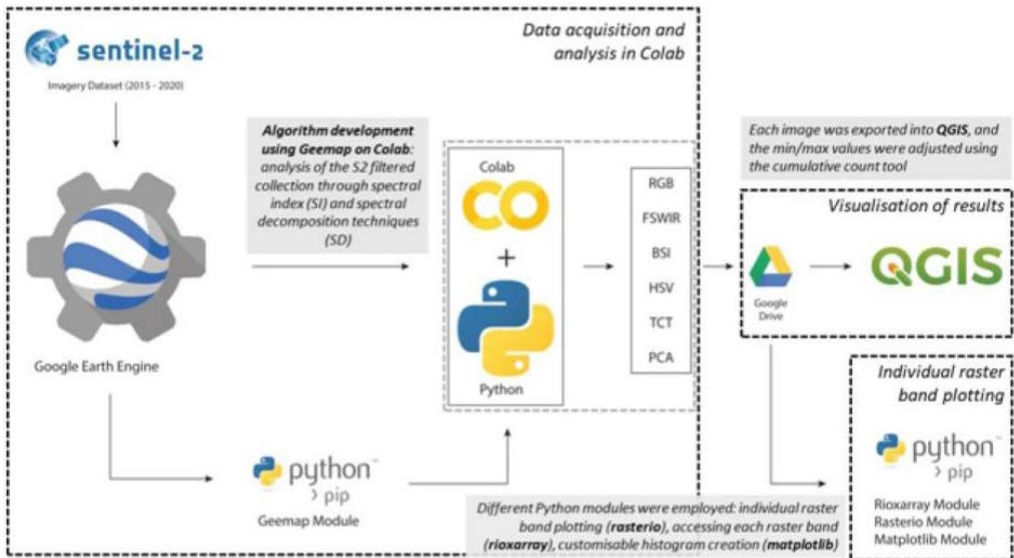 Data acquisition and
analysis in Colab
sentinel-2
Imagery Dataset (2015 - 2020)
Algorithm development
using Geemap on Colab:
analysis of the S2 filtered
collection through spectral
index (SI) and spectral
decomposition techniques
(SD)
Google Earth Engine
python™
> pip
Geemap Module
Colab
CO
+
Python
RGB
FSWIR
BSI
HSV
TCT
PCA
Each image was exported into QGIS, and
the min/max values were adjusted using
the cumulative count tool
Visualisation of results
Google
Drive
QGIS
Individual raster
band plotting
python™
> pip
Rioxarray Module
Rasterio Module
Matplotlib Module
Different Python modules were employed: individual raster
band plotting (rasterio), accessing each raster band
(rioxarray), customisable histogram creation (matplotlib)